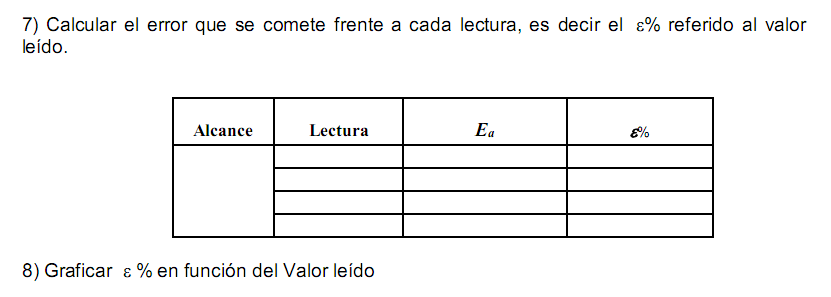 7) Calcular el error que se comete frente a cada lectura, es decir el ε% referido al valor
leído.
Alcance Lectura Ea ε%
8) Graficar ε % en función del Valor leído